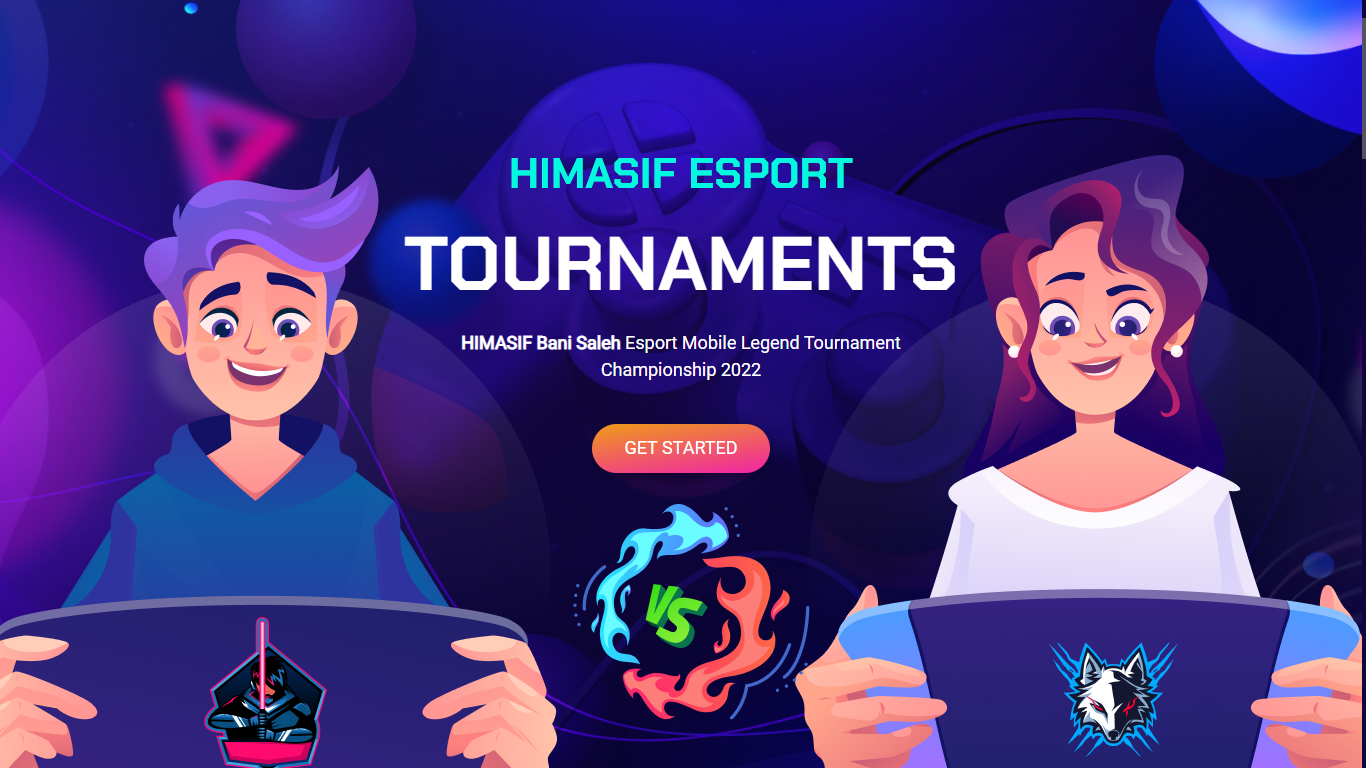 HIMASIF ESPORT
TOURNAMENTS
HIMASIF Bani Saleh Esport Mobile Legend Tournament
Championship 2022
GET STARTED
VS